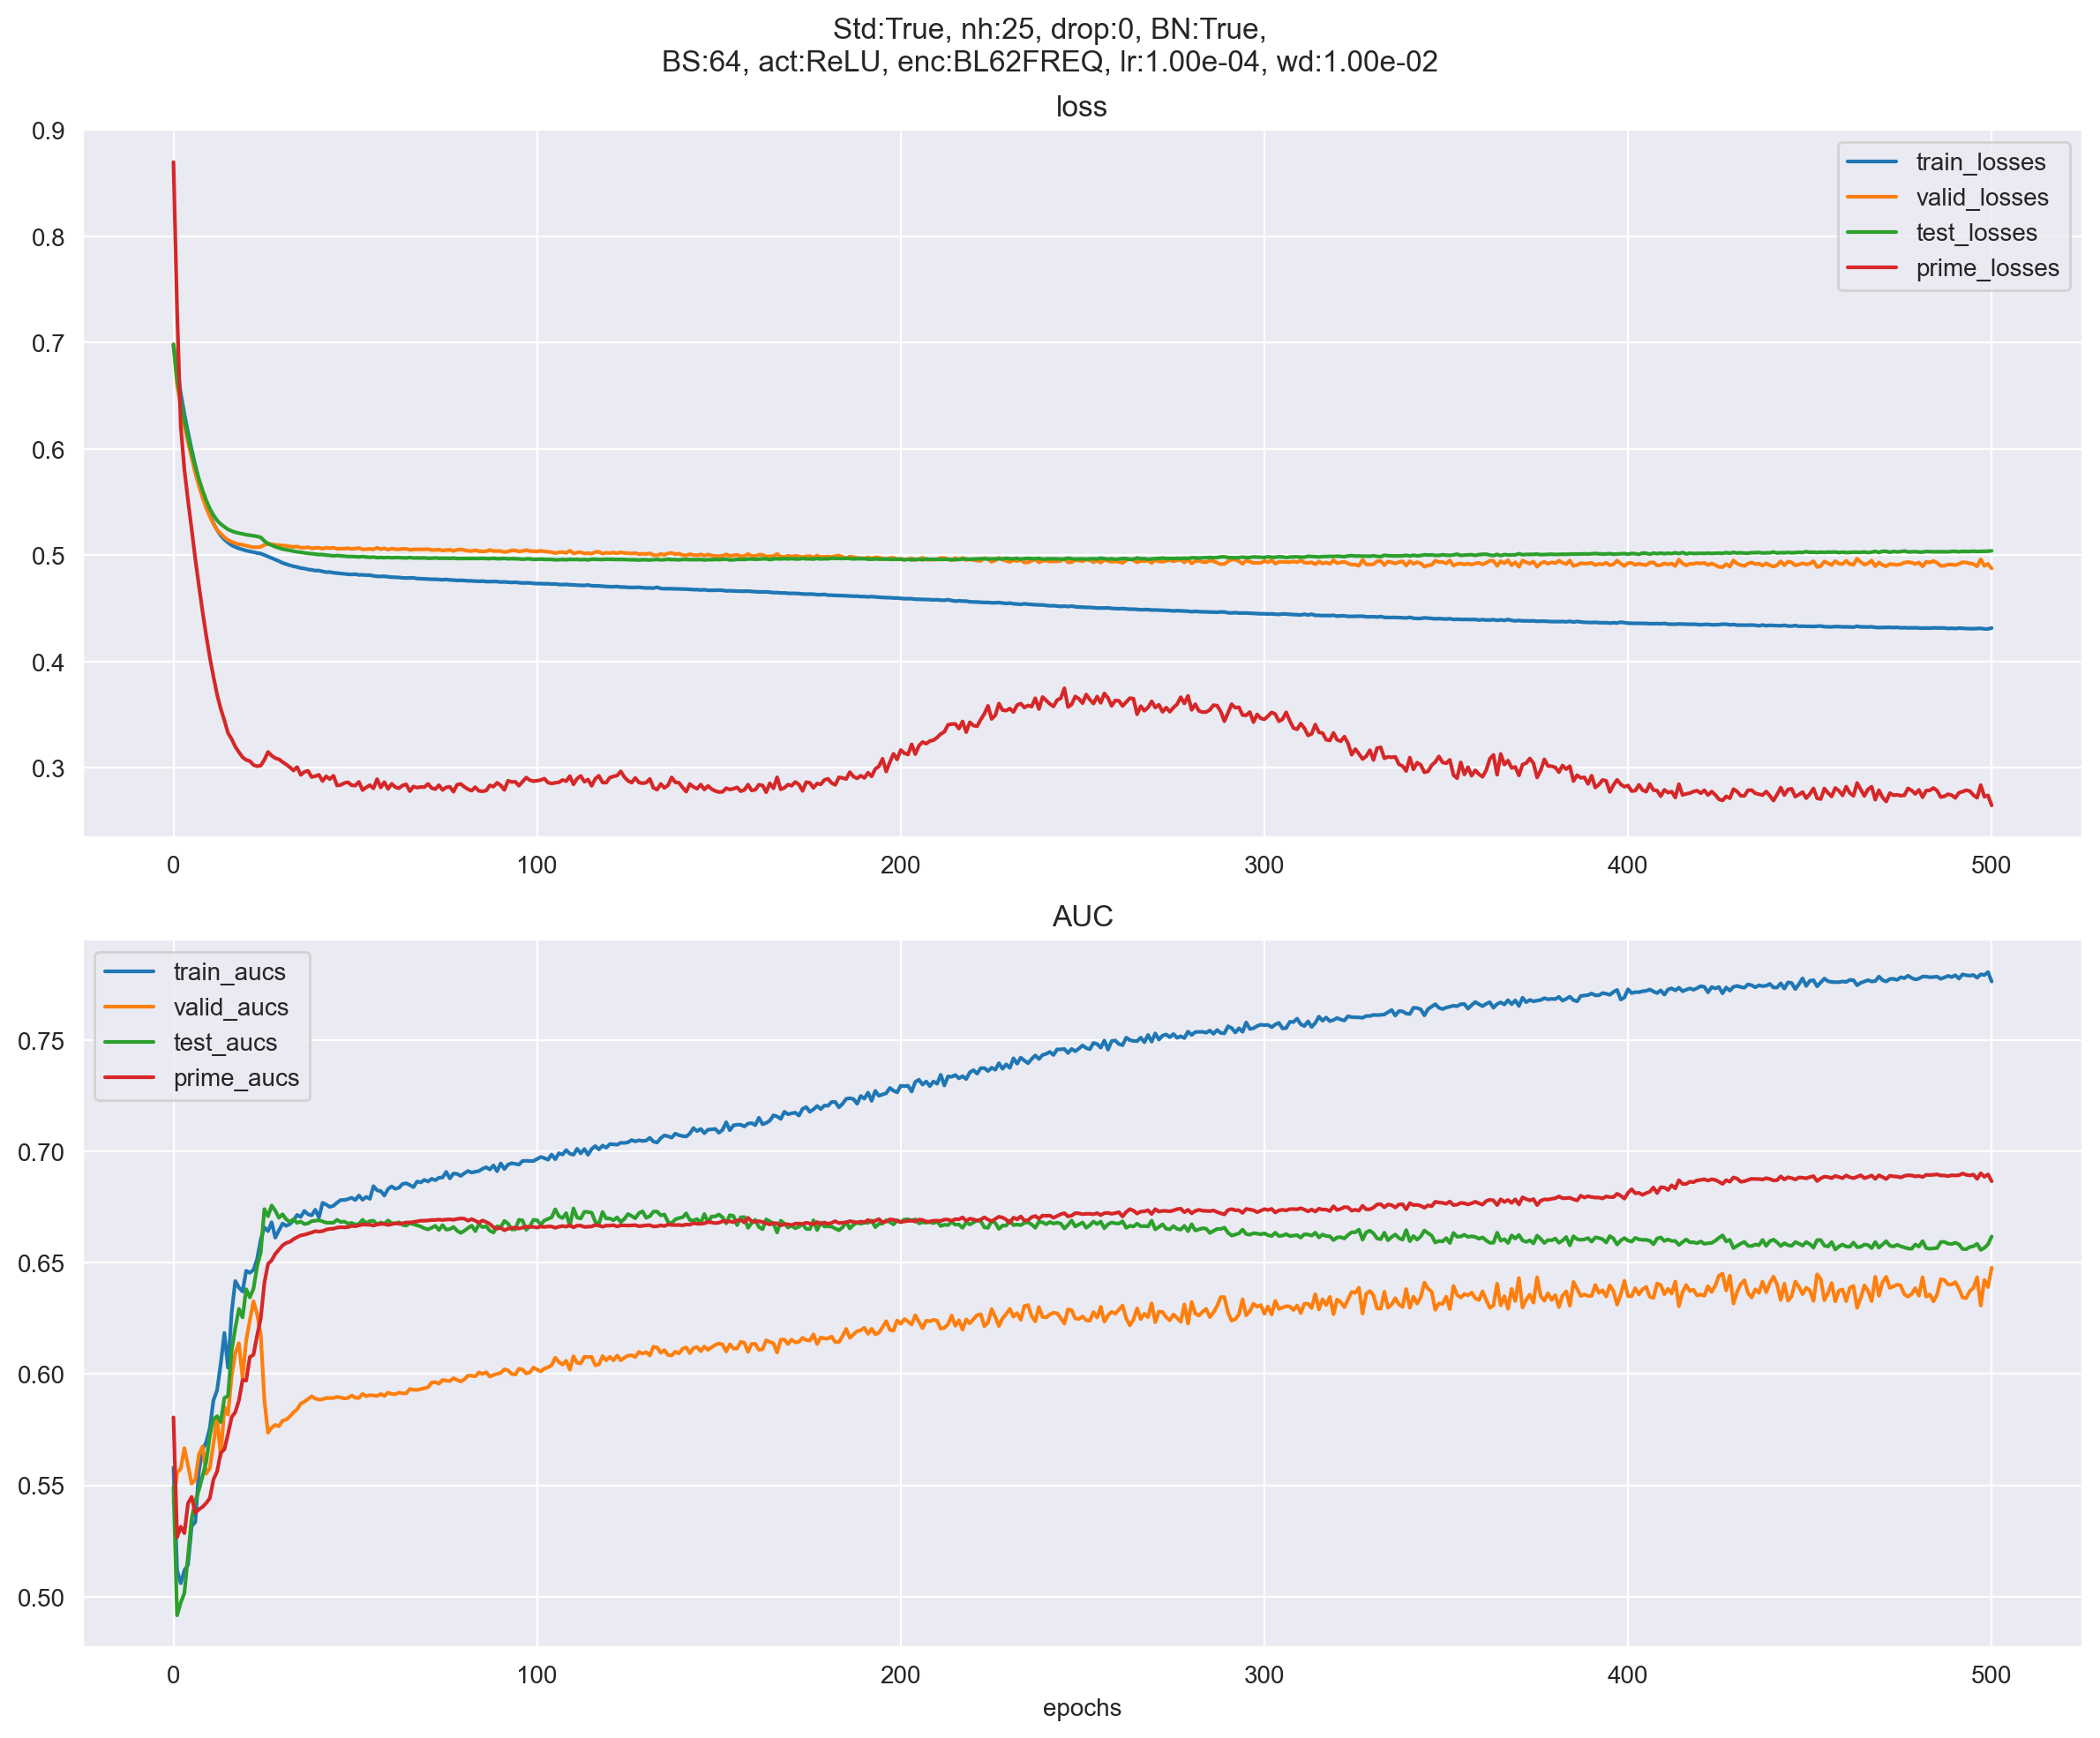 Std:True, nh:25, drop:0, BN:True,
BS:64, act:ReLU, enc:BL62FREQ, lr:1.00e-04, wd:1.00e-02
loss
0.9
0.8
0.7
0.6
0.5
0.4
0.3
train_losses
valid_losses
test_losses
prime_losses
0 100 200 300 400 500
AUC
train_aucs
valid_aucs
test_aucs
prime_aucs
0.75
0.70
0.65
0.60
0.55
0.50
0 100 200 300 400 500
epochs